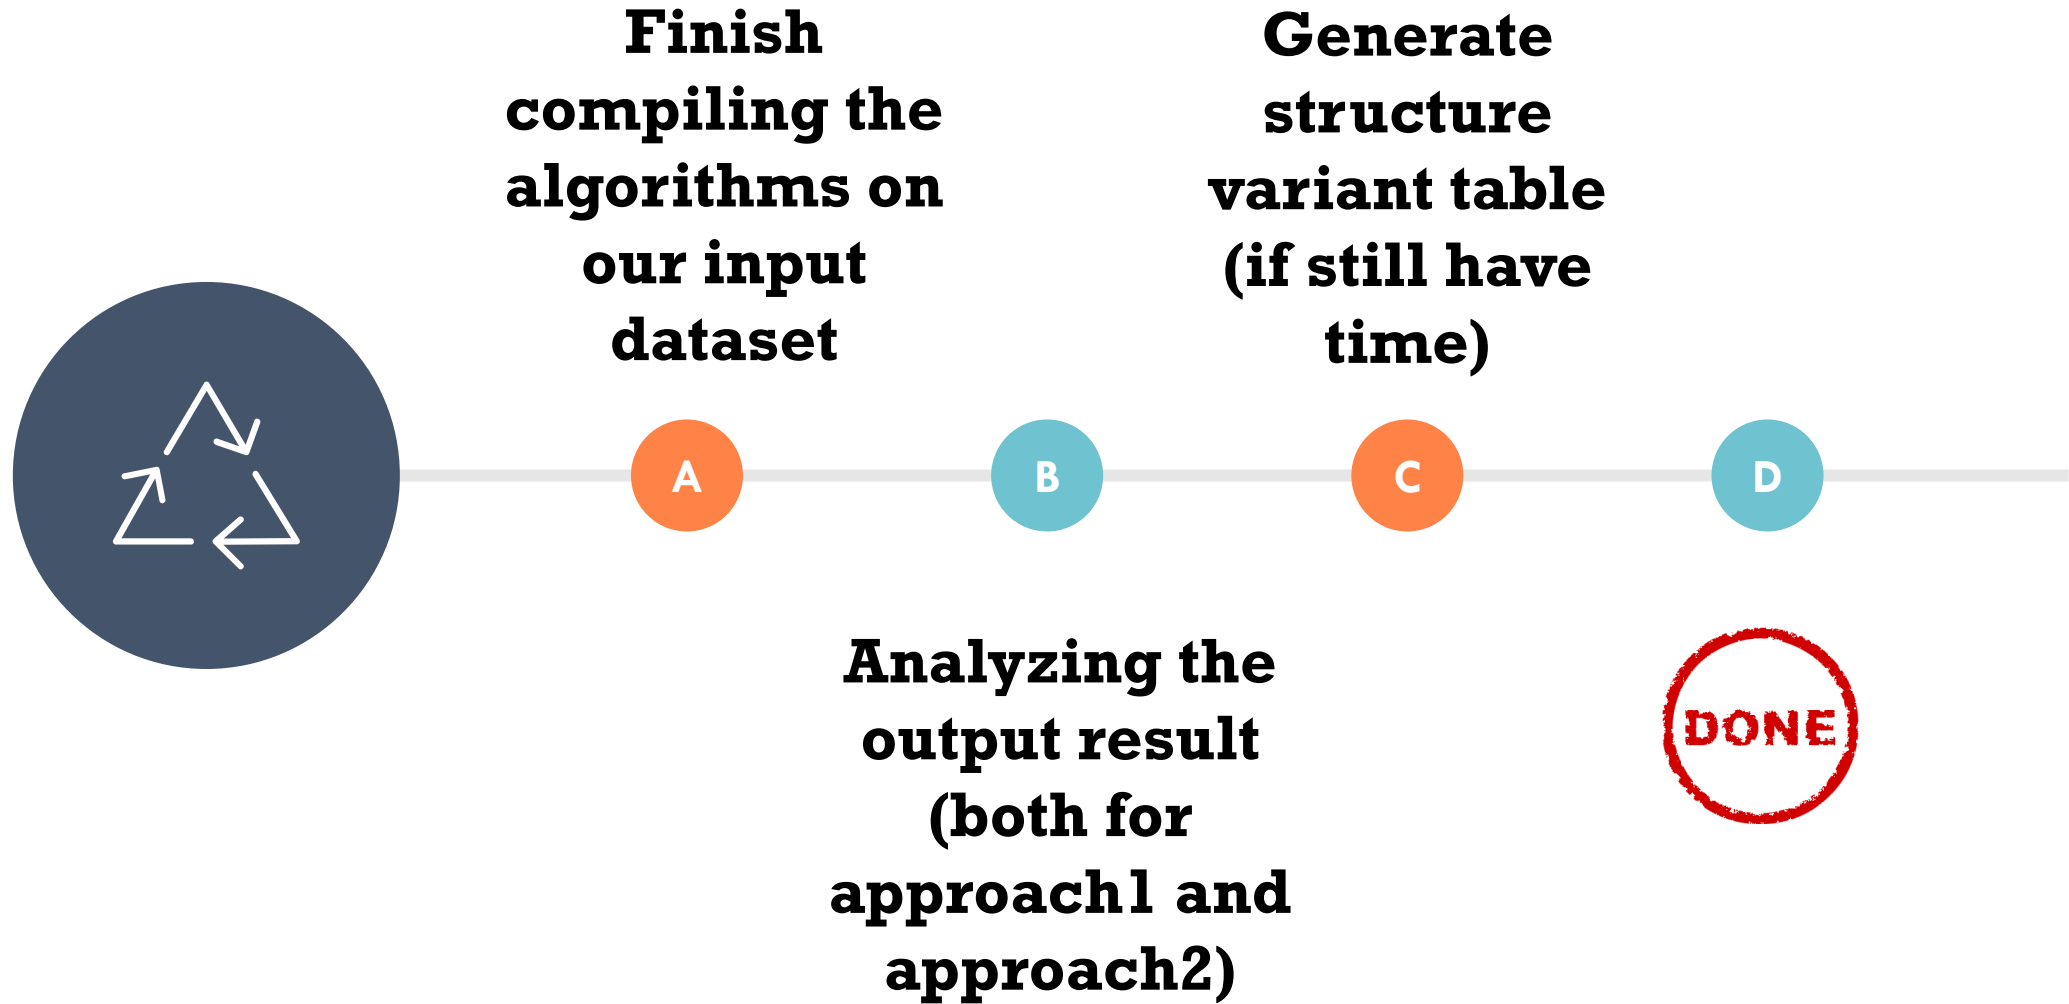 Finish
compiling the
algorithms on
our input
dataset
Generate
structure
variant table
(if still have
time)
A
B
C
D
Analyzing the
output result
(both for
approach1 and
approach2)
DONE